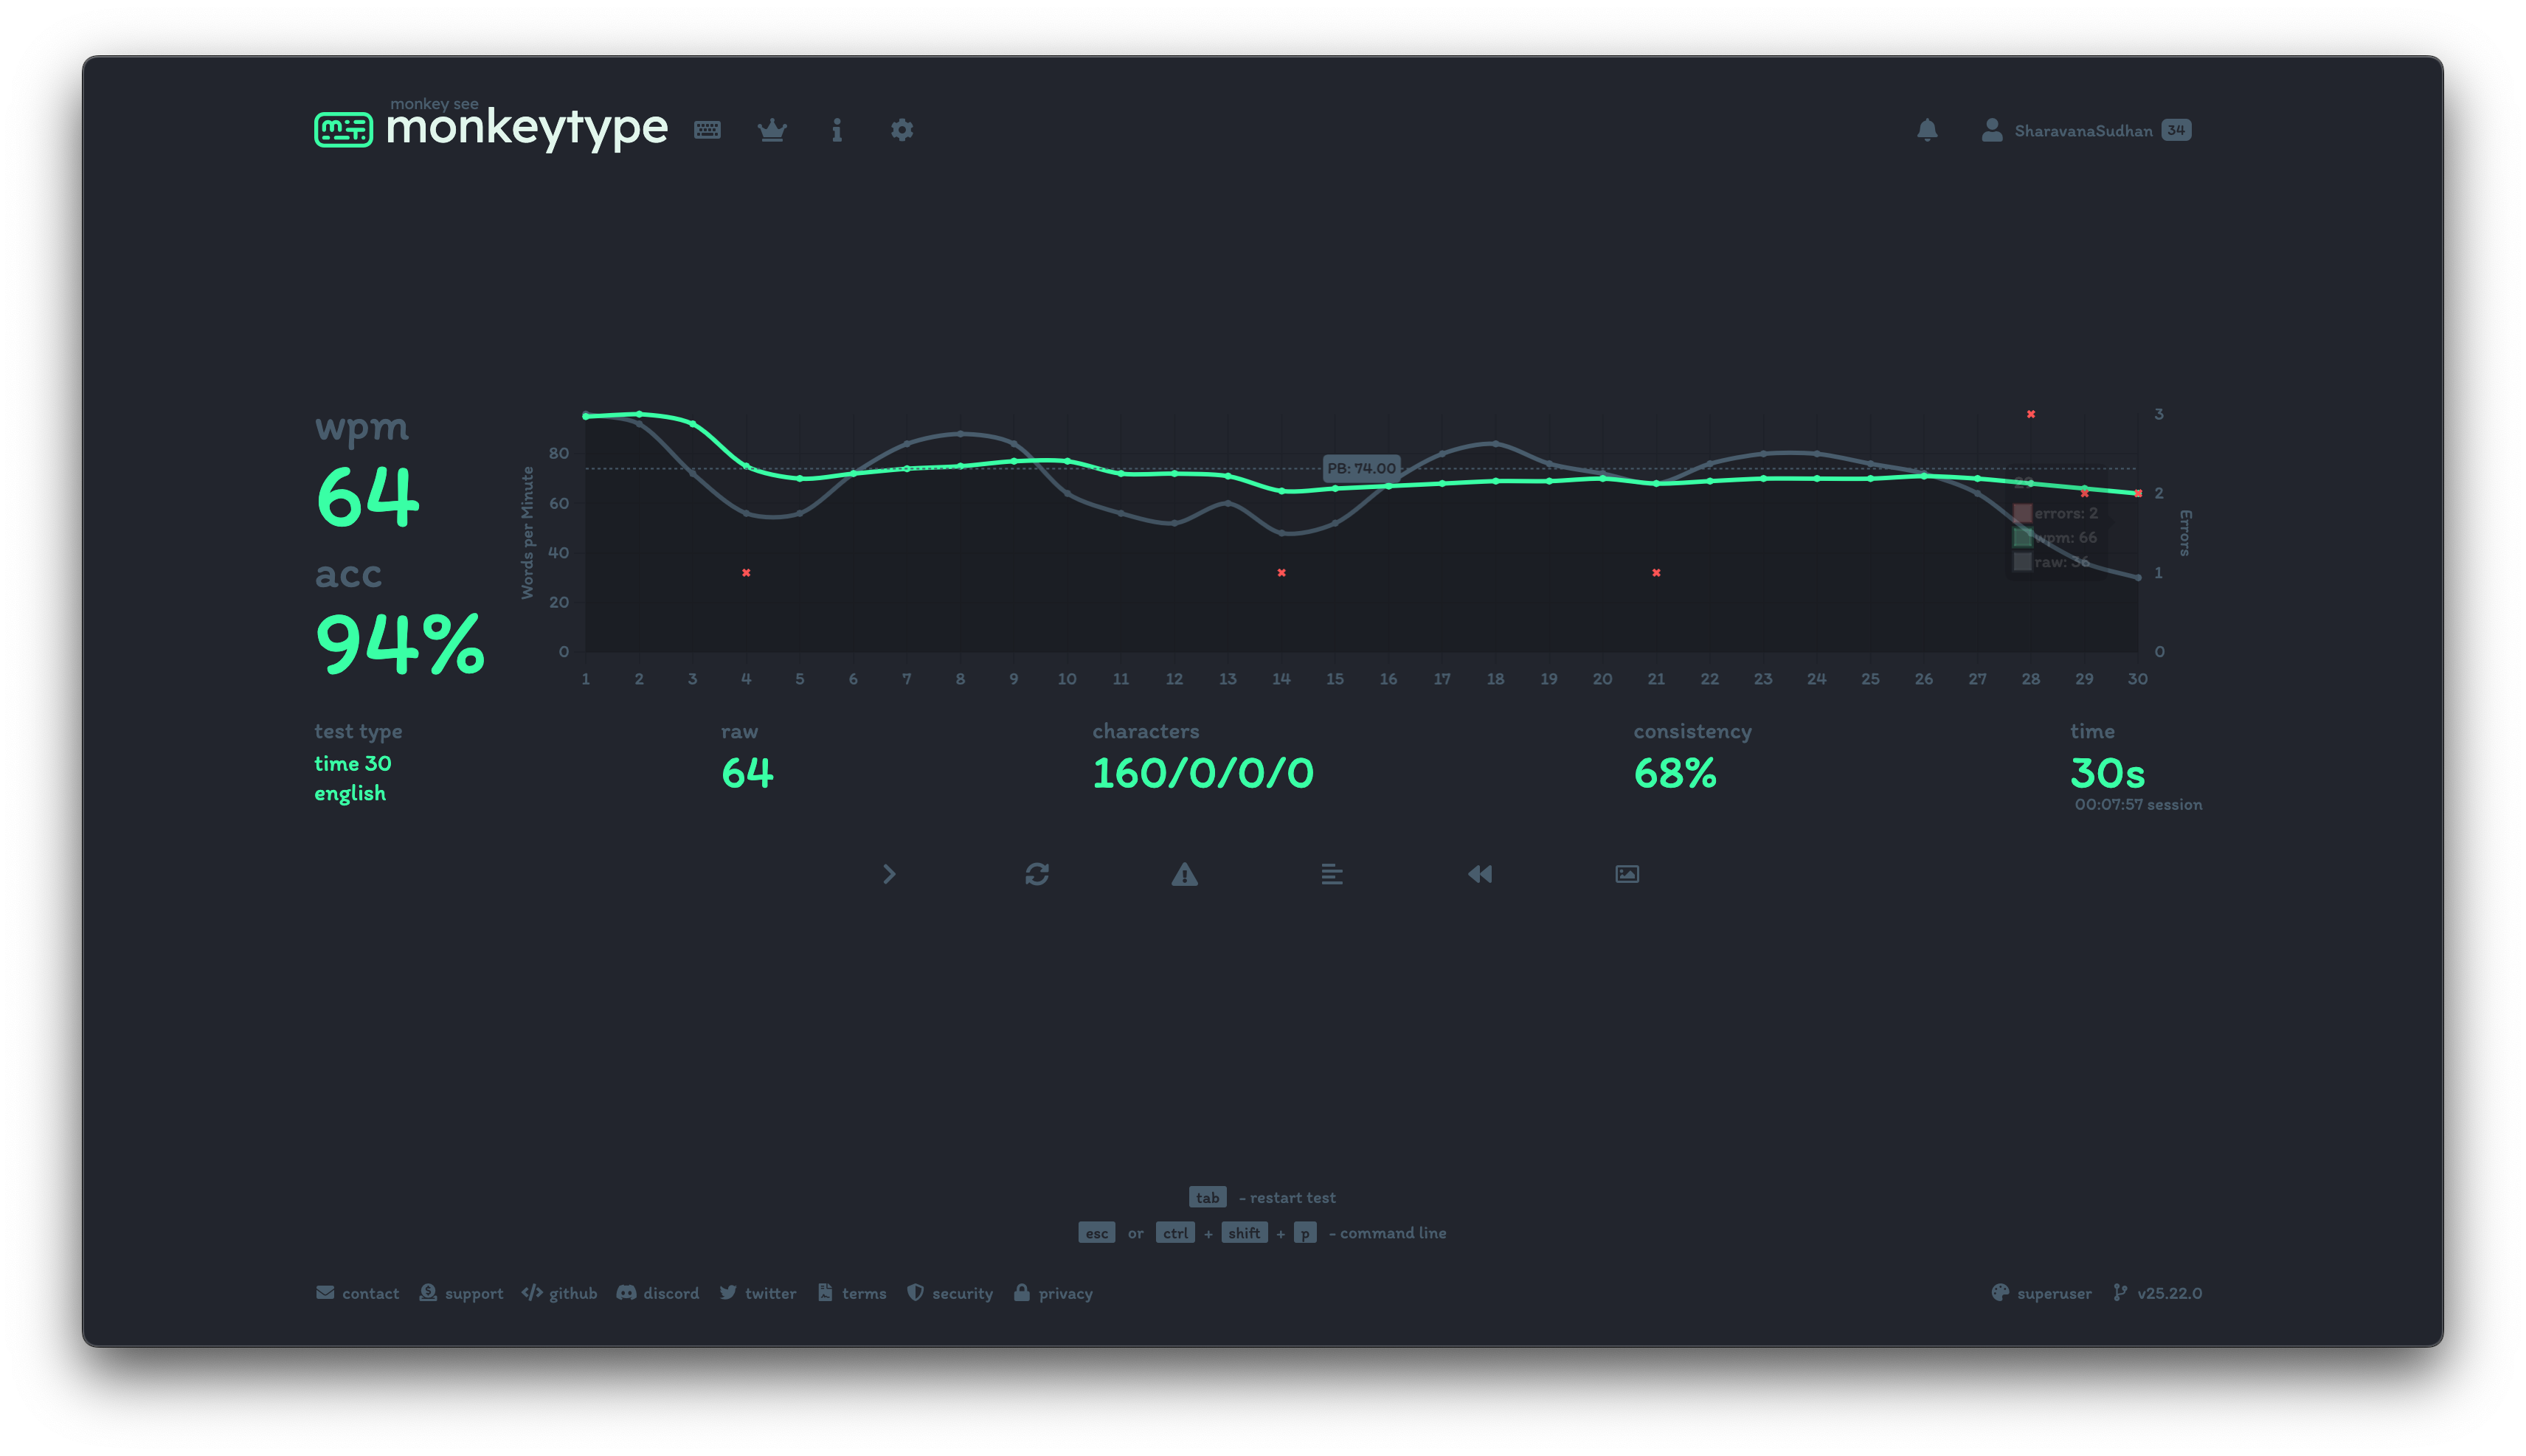 monkey see
monkeytype
SharavanaSudhan 34
wpm
64
acc
94%
Words per Minute
80
60
40
20
0
PB: 74.00
errors: 2
wpm: 66
raw: 36
3
2
1
0
Errors
1 2 3 4 5 6 7 8 9 10 11 12 13 14 15 16 17 18 19 20 21 22 23 24 25 26 27 28 29 30
test type
time 30
english
raw
64
characters
160/0/0/0
consistency
68%
time
30s
00:07:57 session
tab - restart test
esc or ctrl + shift + p - command line
contact support github discord twitter terms security privacy
superuser v25.22.0